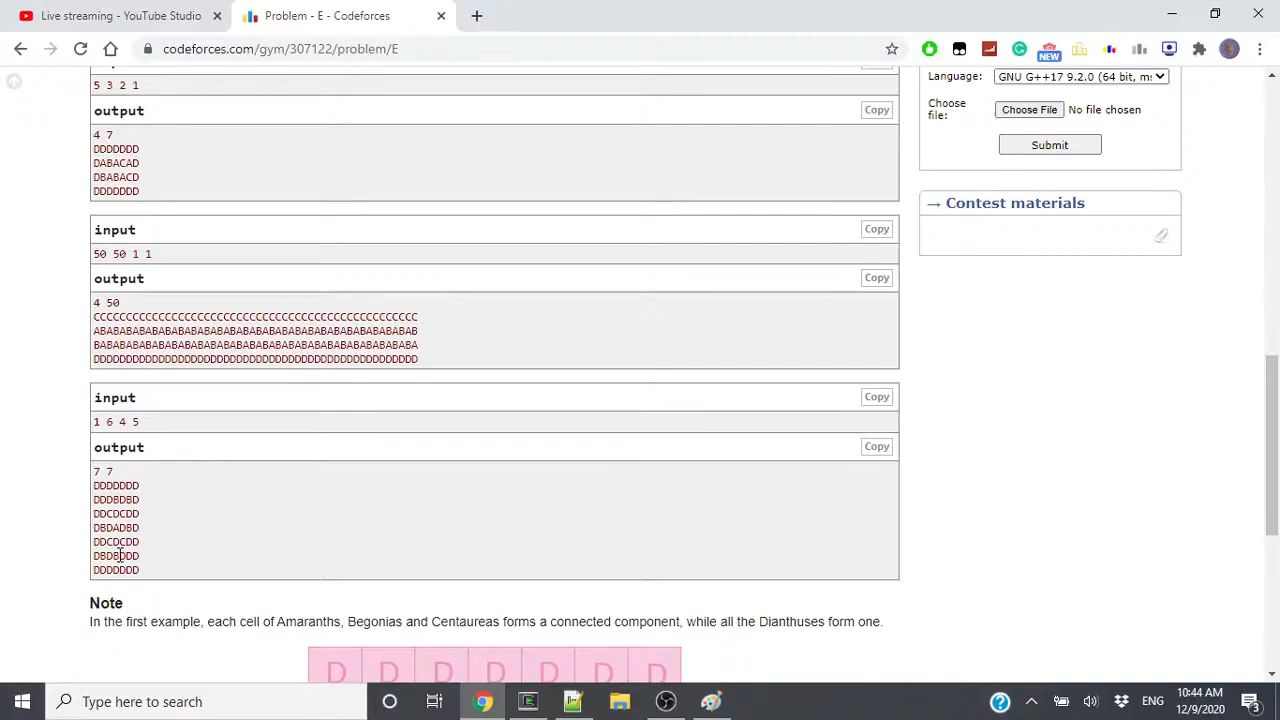 Live streaming - YouTube Studio
Problem - E - Codeforces
codeforces.com/gym/307122/problem/E
NEW
5 3 2 1
output
Copy
4 7
DDDDDDD
DABACAD
DBABACD
DDDDDDD
input
Copy
50 50 1 1
output
Copy
4 50
CCCCCCCCCCCCCCCCCCCCCCCCCCCCCCCCCCCCCCCCCCCCCCCCCC
ABABABABABABABABABABABABABABABABABABABABABABABABAB
BABABABABABABABABABABABABABABABABABABABABABABABABA
DDDDDDDDDDDDDDDDDDDDDDDDDDDDDDDDDDDDDDDDDDDDDDDDDD
input
Copy
1 6 4 5
output
Copy
7 7
DDDDDDD
DDDBDBD
DDCDCDD
DBDADBD
DDCDCDD
DBDBDDD
DDDDDDD
Note
In the first example, each cell of Amaranths, Begonias and Centaureas forms a connected component, while all the Dianthuses form one.
D D D D D D D
Language:
GNU G++17 9.2.0 (64 bit, m
Choose file:
Choose File No file chosen
Submit
→ Contest materials
Type here to search
ENG
10:44 AM
12/9/2020
3